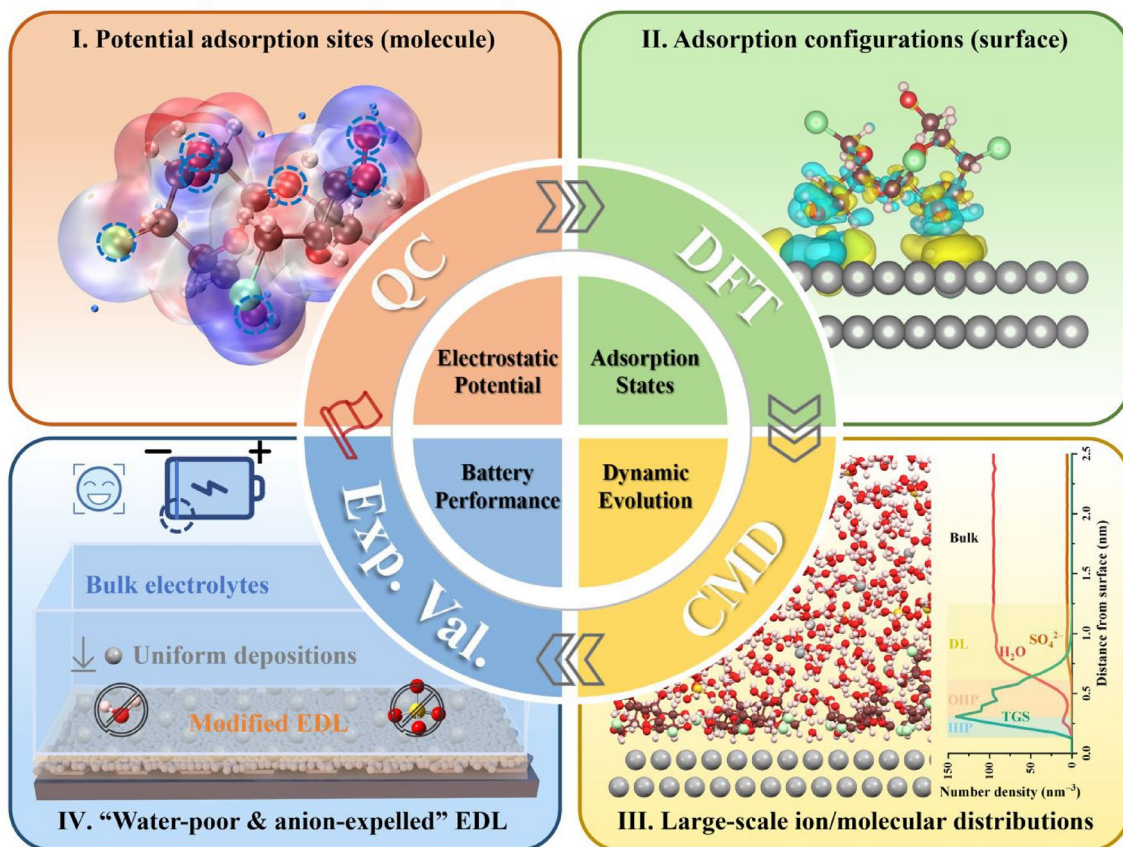 I. Potential adsorption sites (molecule)
II. Adsorption configurations (surface)
QC
DFT
Electrostatic
Potential
Adsorption
States
Battery
Performance
Dynamic
Evolution
Exp. Val.
CMD
− +
Bulk electrolytes
Uniform depositions
Modified EDL
IV. “Water-poor & anion-expelled” EDL
Bulk
DL
H₂O
SO₄²⁻
OHP
TGS
IHP
2.5
2.0
1.5
1.0
0.5
0.0
Distance from surface (nm)
150 100 50 0
Number density (nm⁻³)
III. Large-scale ion/molecular distributions